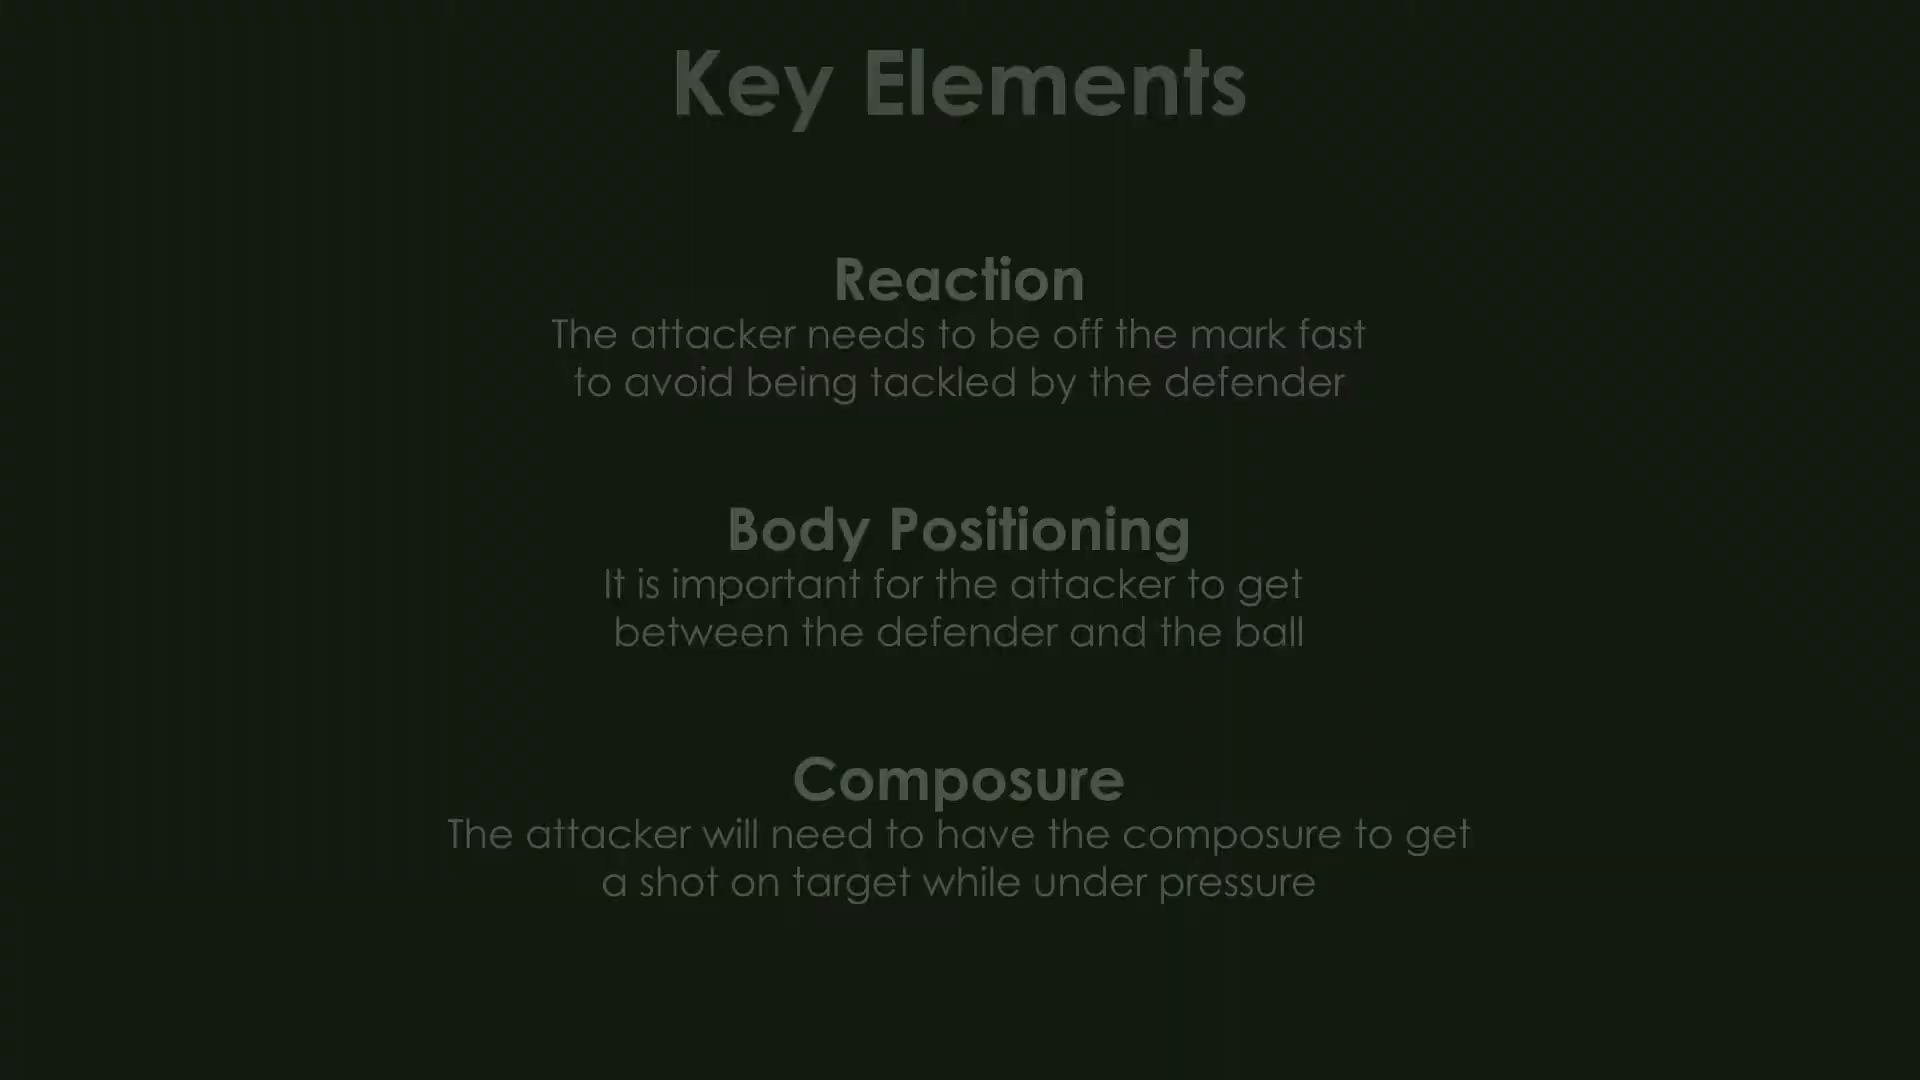 Key Elements
Reaction
The attacker needs to be off the mark fast
to avoid being tackled by the defender
Body Positioning
It is important for the attacker to get
between the defender and the ball
Composure
The attacker will need to have the composure to get
a shot on target while under pressure